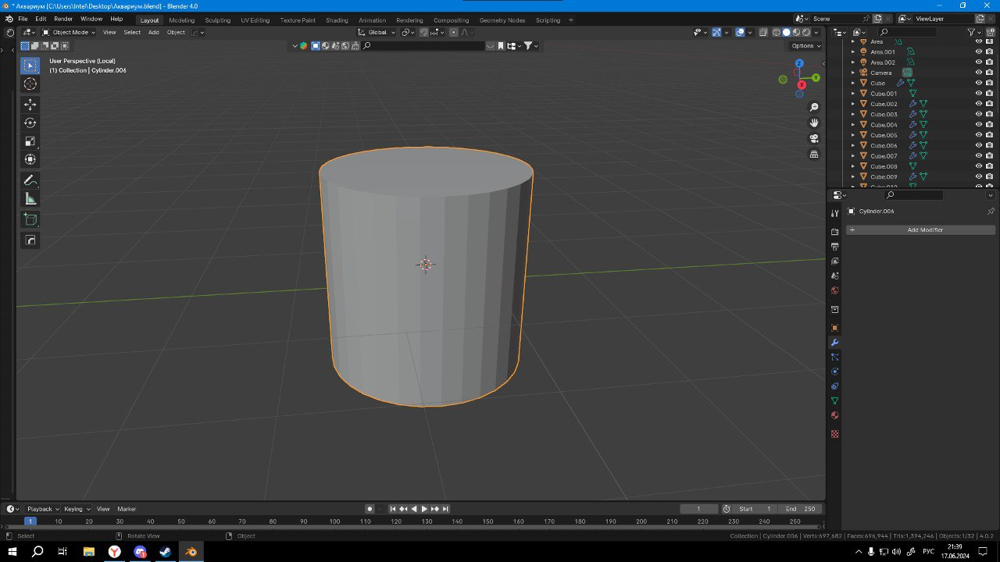 * Аквариум [C:\Users\Intel\Desktop\Аквариум.blend] - Blender 4.0
File Edit Render Window Help
Layout Modeling Sculpting UV Editing Texture Paint Shading Animation Rendering Compositing Geometry Nodes Scripting +
Scene ViewLayer
Object Mode View Select Add Object Global
Options
User Perspective (Local)
(1) Collection | Cylinder.006
Z
Y
X
Area
Area.001
Area.002
Camera
Cube
Cube.001
Cube.002
Cube.003
Cube.004
Cube.005
Cube.006
Cube.007
Cube.008
Cube.009
Cylinder.006
+ Add Modifier
Playback Keying View Marker 1 Start 1 End 250
1 10 20 30 40 50 60 70 80 90 100 110 120 130 140 150 160 170 180 190 200 210 220 230 240 250
Select Rotate View Object Collection | Cylinder.006 | Verts:697,682 | Faces:696,944 | Tris:1,394,246 | Objects:1/32 | 4.0.2
РУС
21:39
17.06.2024